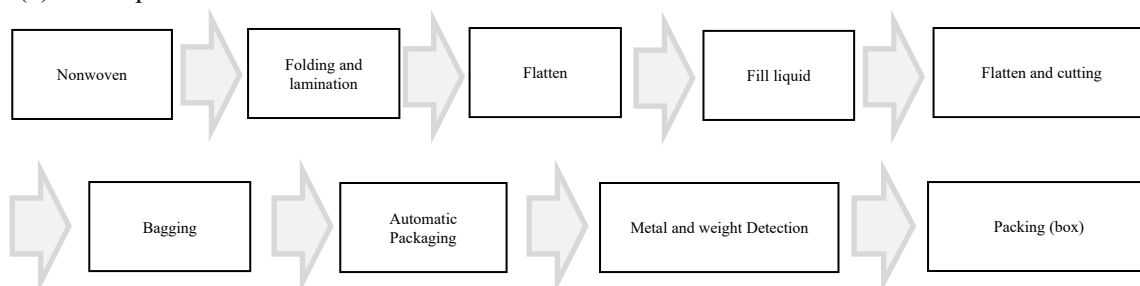 Nonwoven
Folding and
lamination
Flatten
Fill liquid
Flatten and cutting
Bagging
Automatic
Packaging
Metal and weight Detection
Packing (box)